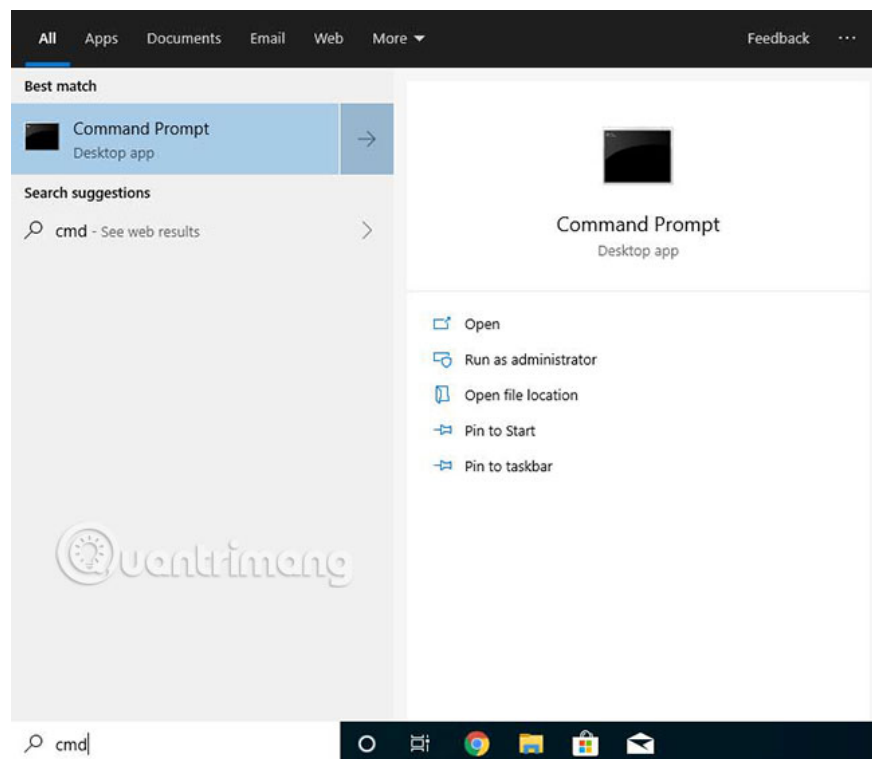 All Apps Documents Email Web More Feedback ...
Best match
Command Prompt
Desktop app
Search suggestions
cmd - See web results
Command Prompt
Desktop app
Open
Run as administrator
Open file location
Pin to Start
Pin to taskbar
Quantrimang
cmd